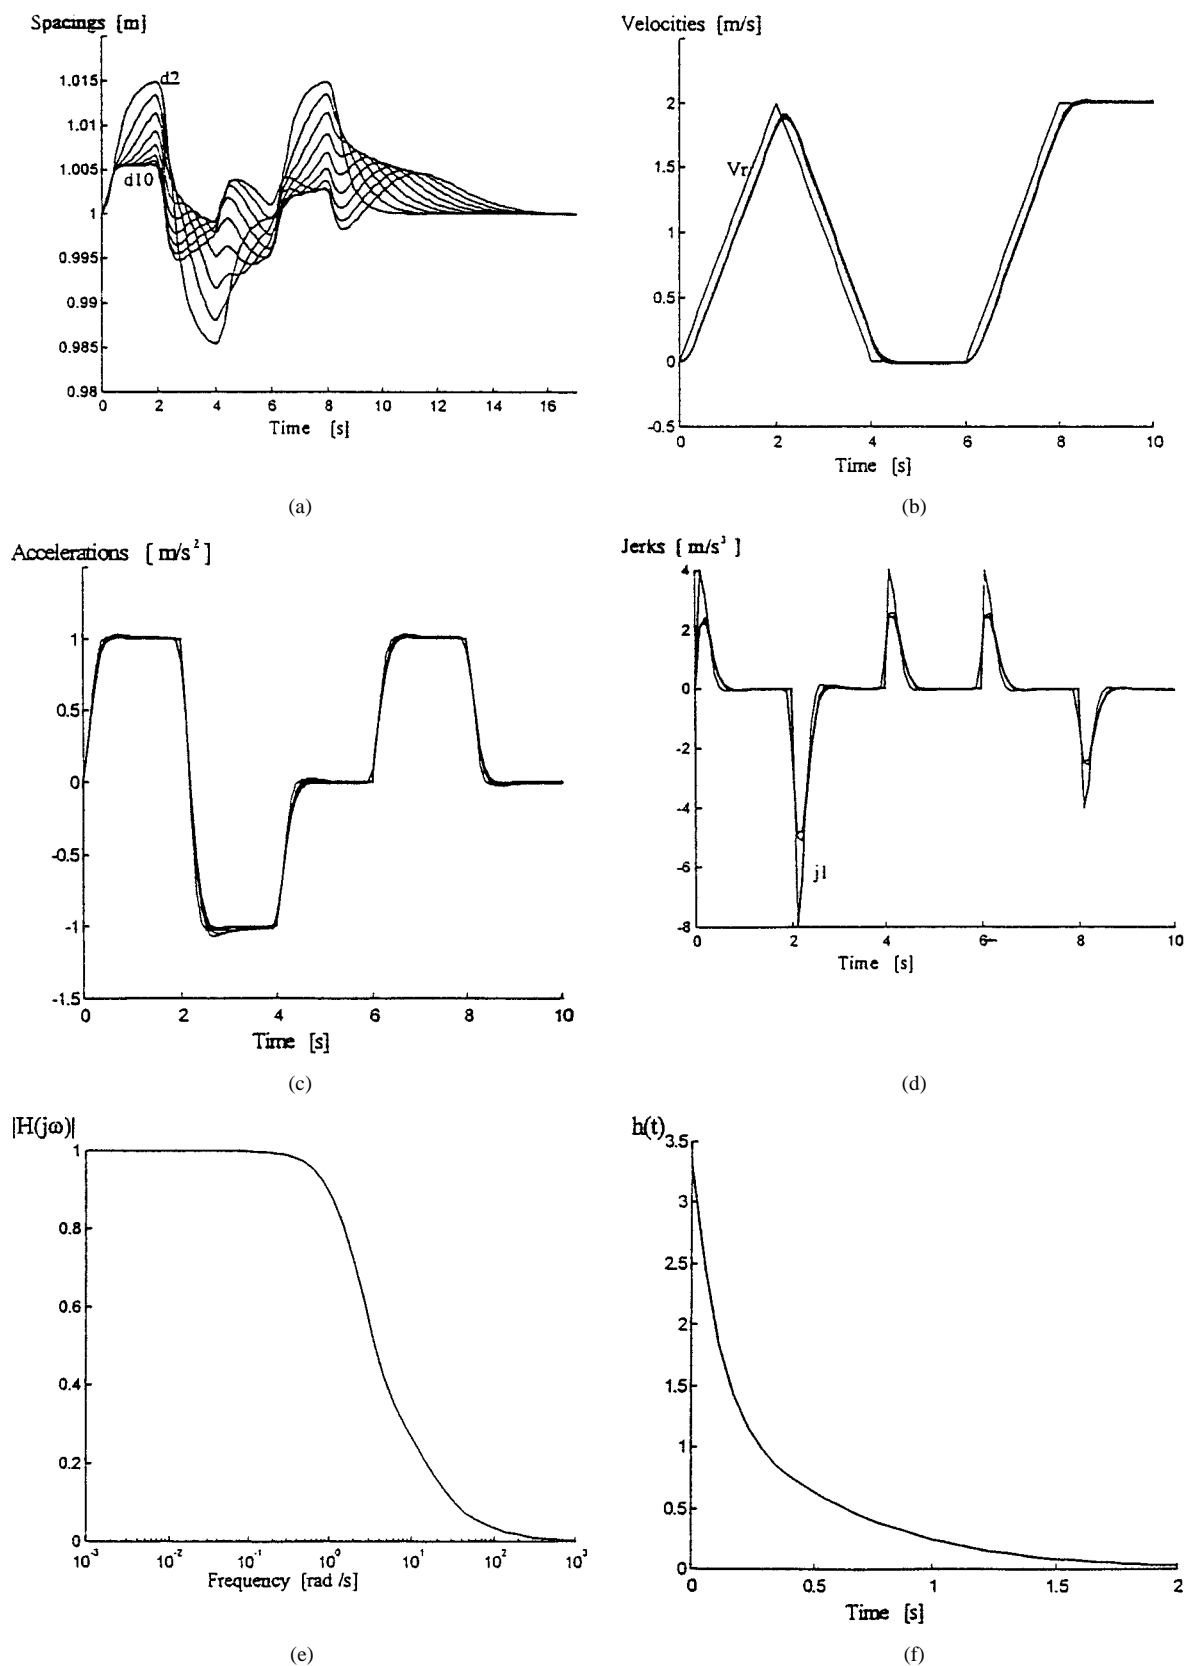 Spacings [m]
1.015
1.01
1.005
1
0.995
0.99
0.985
0.98
d2
d10
0 2 4 6 8 10 12 14 16
Time [s]
(a)
Velocities [m/s]
2
1
0.5
0
-0.5
Vr
0 2 4 6 8 10
Time [s]
(b)
Accelerations [m/s²]
1
0.5
0
-0.5
-1
-1.5
0 2 4 6 8 10
Time [s]
(c)
Jerks [m/s³]
4
2
0
-2
-4
-6
-8
j1
0 2 4 6 8 10
Time [s]
(d)
|H(jω)|
1
0.8
0.6
0.4
0.2
0
10⁻³ 10⁻² 10⁻¹ 10⁰ 10¹ 10² 10³
Frequency [rad /s]
(e)
h(t)
3.5
3
2.5
2
1.5
1
0.5
0
0 0.5 1 1.5 2
Time [s]
(f)